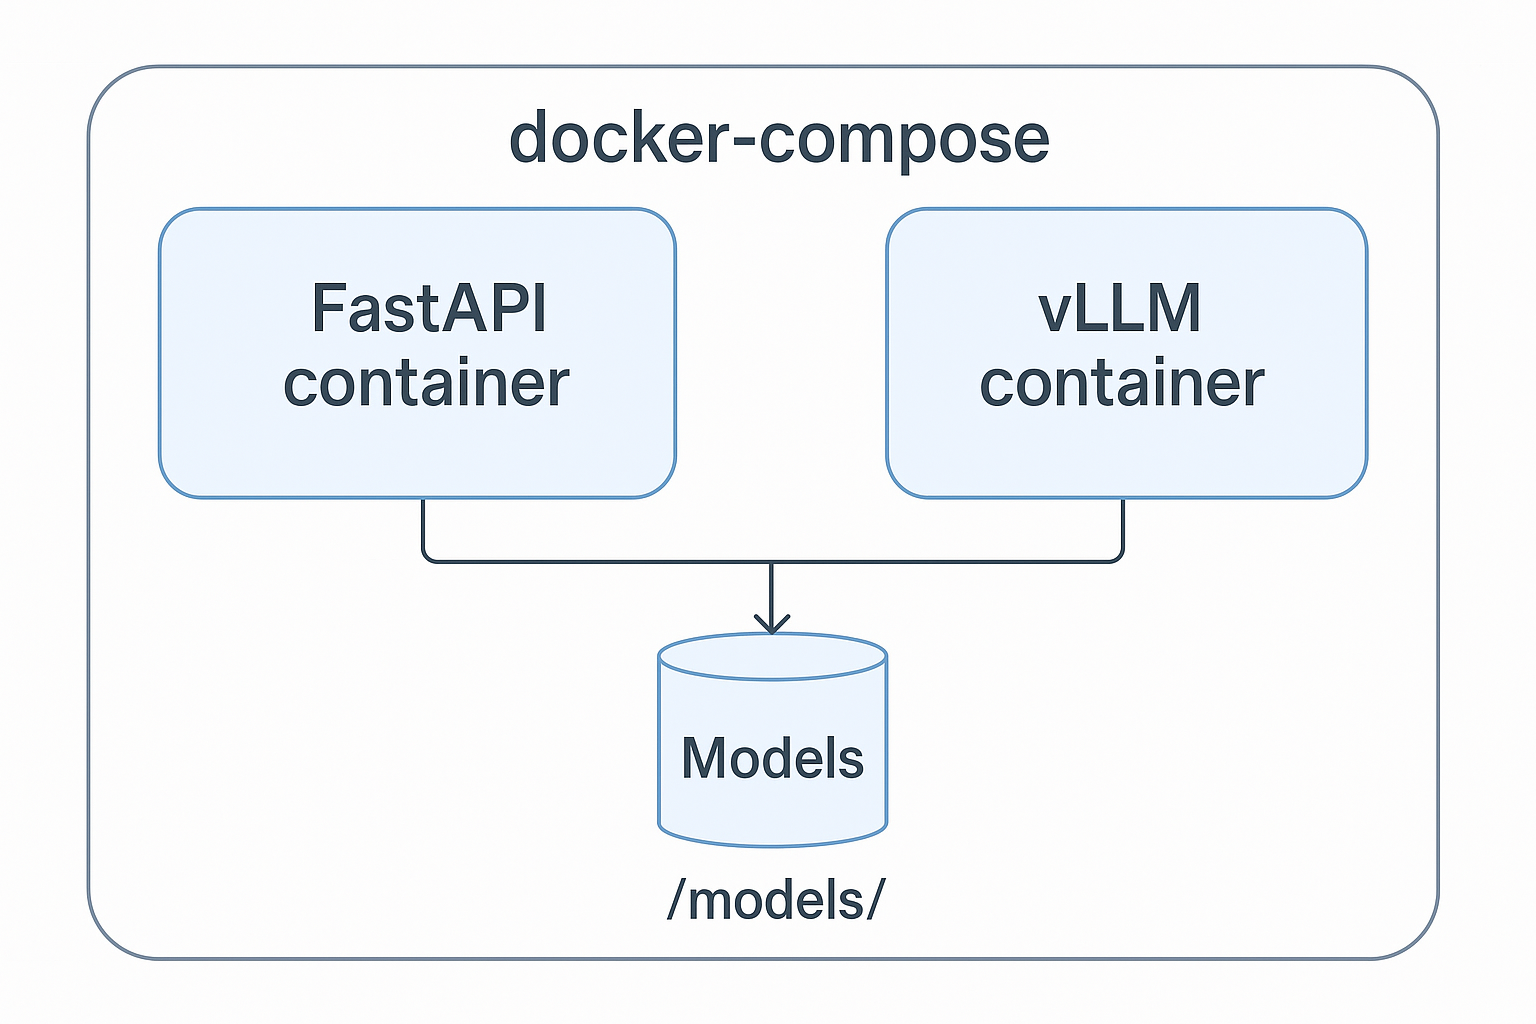 docker-compose
FastAPI
container
vLLM
container
Models
/models/